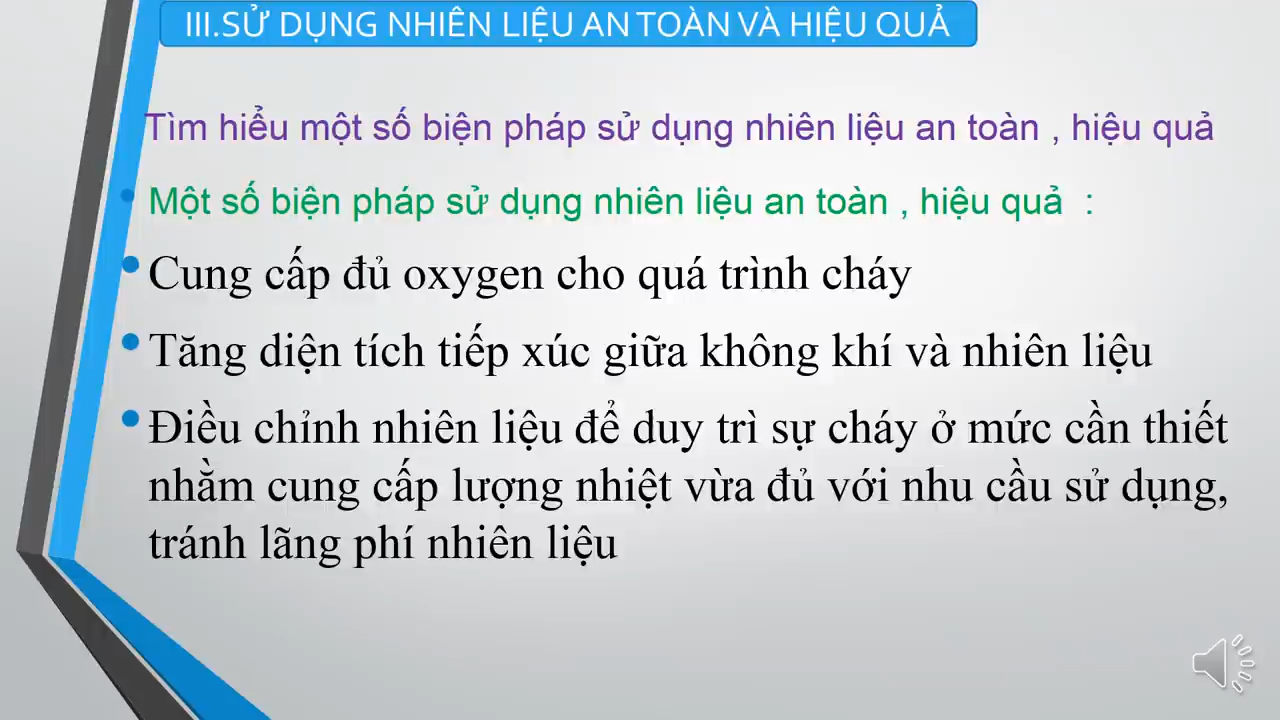 III.SỬ DỤNG NHIÊN LIỆU AN TOÀN VÀ HIỆU QUẢ
Tìm hiểu một số biện pháp sử dụng nhiên liệu an toàn , hiệu quả
• Một số biện pháp sử dụng nhiên liệu an toàn , hiệu quả :
• Cung cấp đủ oxygen cho quá trình cháy
• Tăng diện tích tiếp xúc giữa không khí và nhiên liệu
• Điều chỉnh nhiên liệu để duy trì sự cháy ở mức cần thiết
nhằm cung cấp lượng nhiệt vừa đủ với nhu cầu sử dụng,
tránh lãng phí nhiên liệu